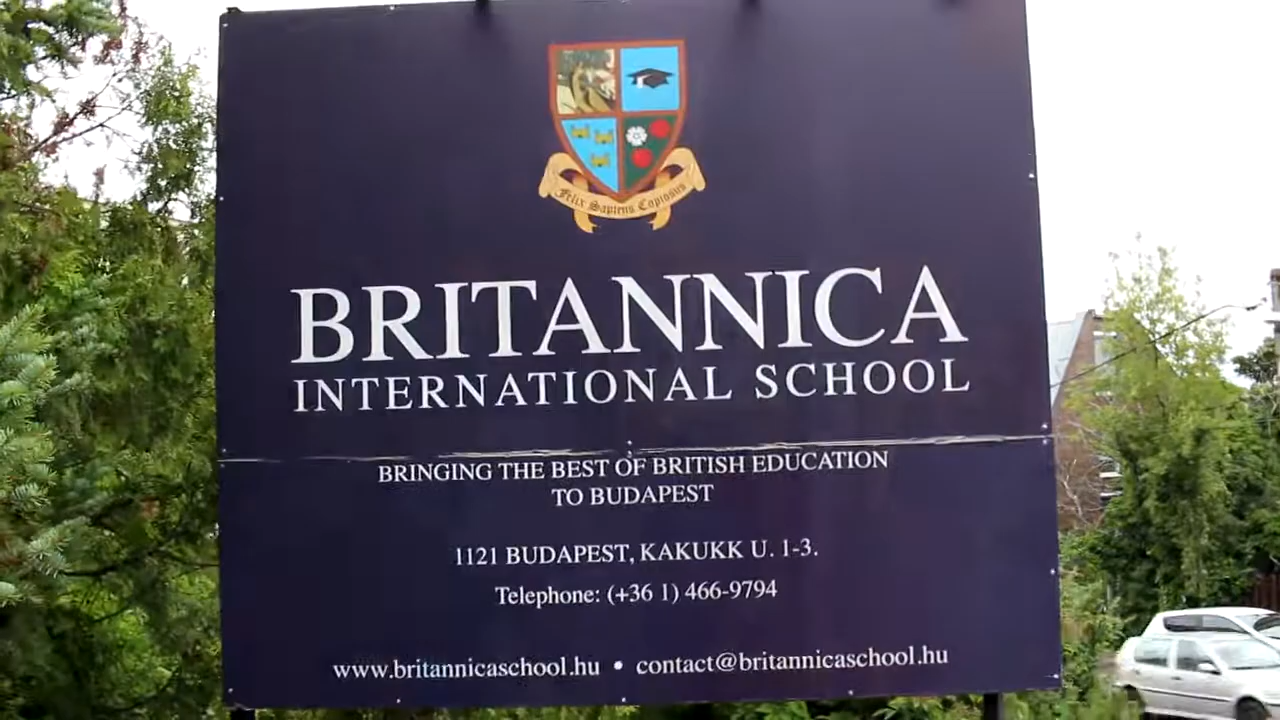 Felix Sapiens Copiosus
BRITANNICA
INTERNATIONAL SCHOOL
BRINGING THE BEST OF BRITISH EDUCATION
TO BUDAPEST
1121 BUDAPEST, KAKUKK U. 1-3.
Telephone: (+36 1) 466-9794
www.britannicaschool.hu • contact@britannicaschool.hu